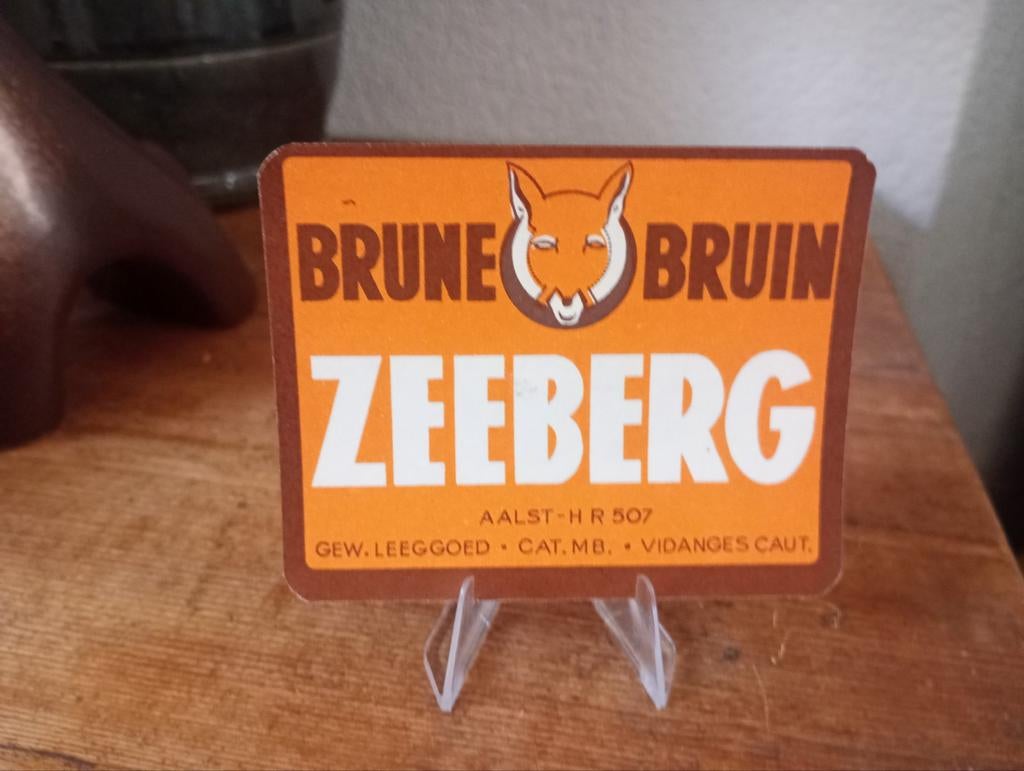 BRUNE BRUIN
ZEEBERG
AALST-H R 507
GEW. LEEGGOED • CAT. MB. • VIDANGES CAUT.